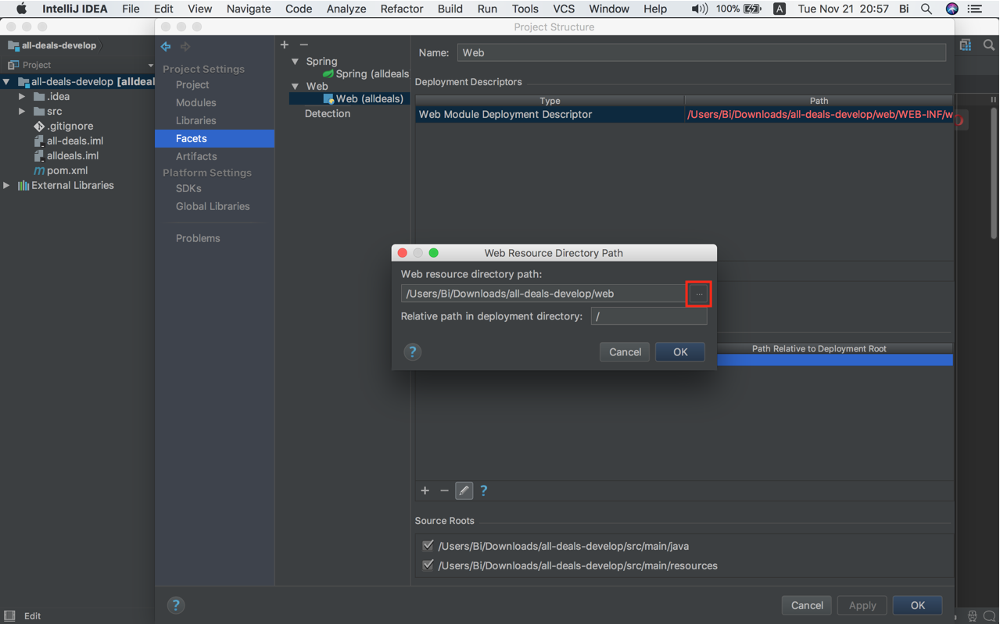 IntelliJ IDEA File Edit View Navigate Code Analyze Refactor Build Run Tools VCS Window Help 100% A Tue Nov 21 20:57 Bi
Project Structure
all-deals-develop
Project
all-deals-develop [alldeal
.idea
src
.gitignore
all-deals.iml
alldeals.iml
pom.xml
External Libraries
Project Settings
Project
Modules
Libraries
Facets
Artifacts
Platform Settings
SDKs
Global Libraries
Problems
Spring
Spring (alldeals
Web
Web (alldeals)
Detection
Name: Web
Deployment Descriptors
Type Path
Web Module Deployment Descriptor /Users/Bi/Downloads/all-deals-develop/web/WEB-INF/w
Web Resource Directory Path
Web resource directory path:
/Users/Bi/Downloads/all-deals-develop/web ...
Relative path in deployment directory: /
? Cancel OK
Path Relative to Deployment Root
+ − ?
Source Roots
/Users/Bi/Downloads/all-deals-develop/src/main/java
/Users/Bi/Downloads/all-deals-develop/src/main/resources
? Cancel Apply OK
Edit